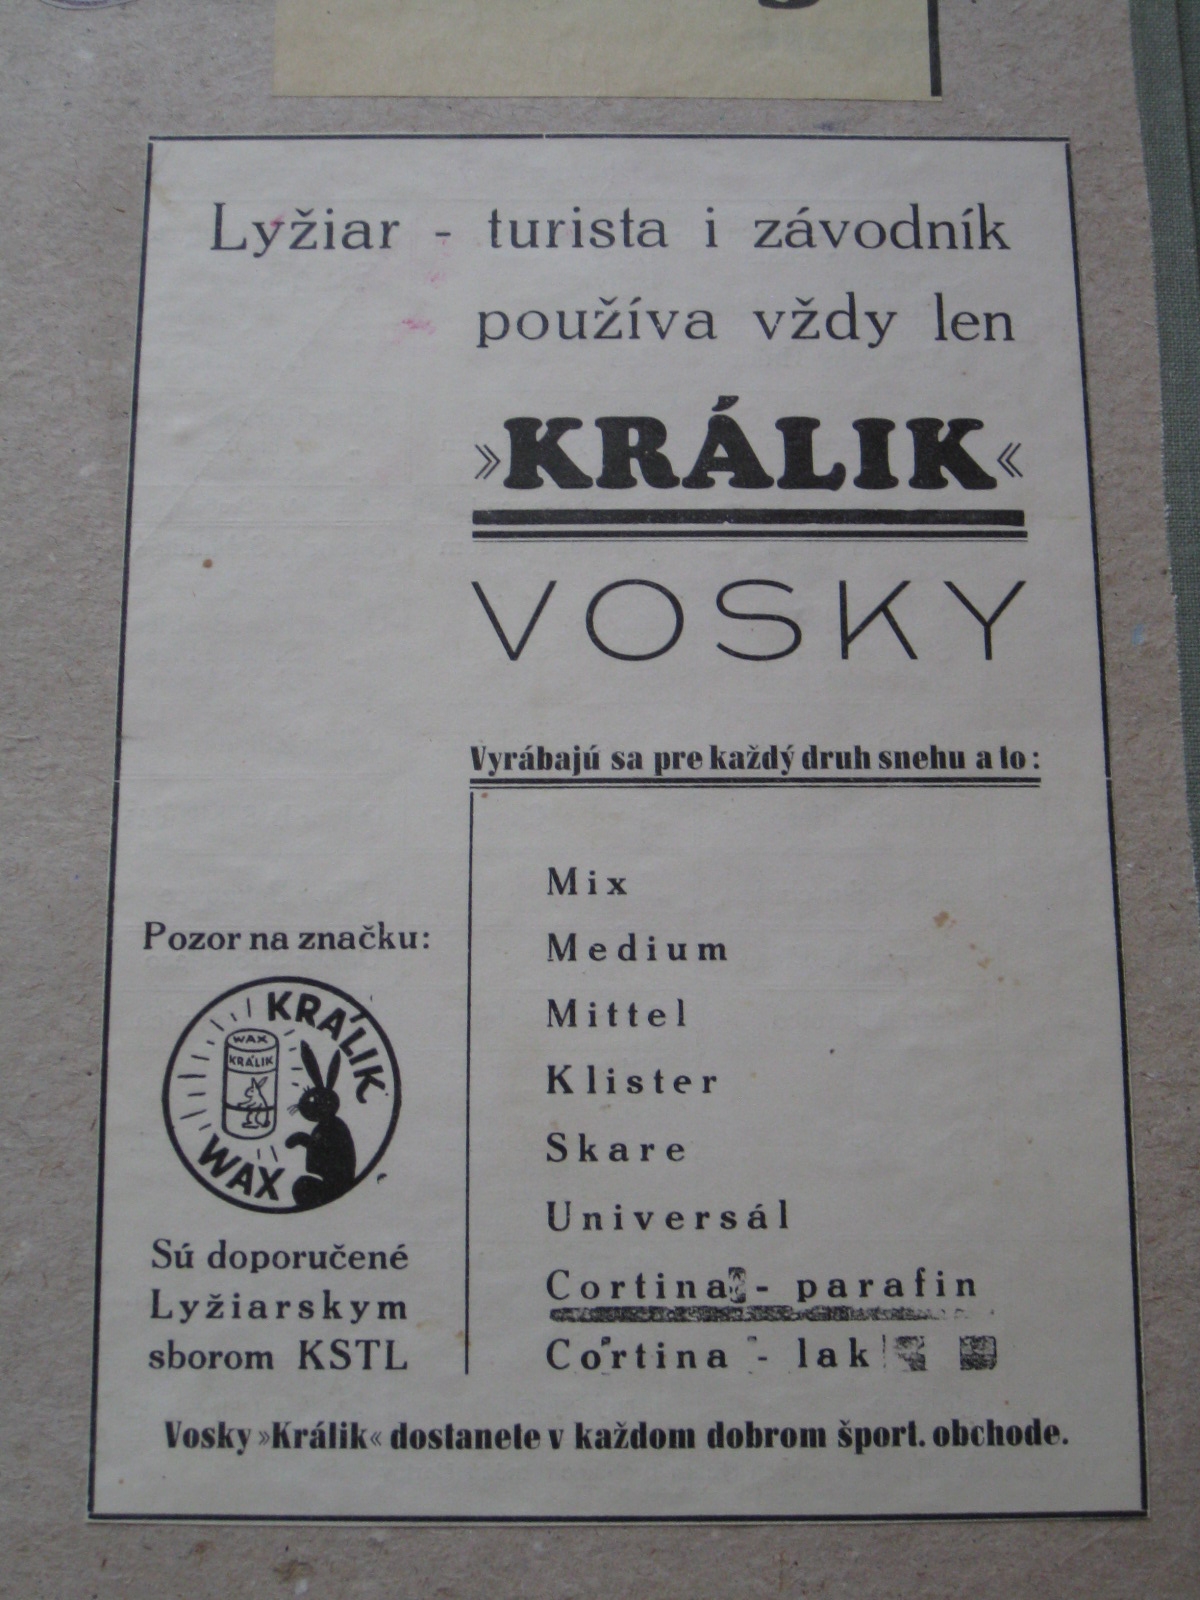 Lyžiar - turista i závodník
používa vždy len
»KRÁLIK«
VOSKY
Vyrábajú sa pre každý druh snehu a to:
Mix
Medium
Mittel
Klister
Skare
Universál
Cortina - parafin
Cortina - lak
Pozor na značku:
KRÁLIK
WAX
KRÁLIK
WAX
Sú doporučené
Lyžiarskym
sborom KSTL
Vosky »Králik« dostanete v každom dobrom šport. obchode.